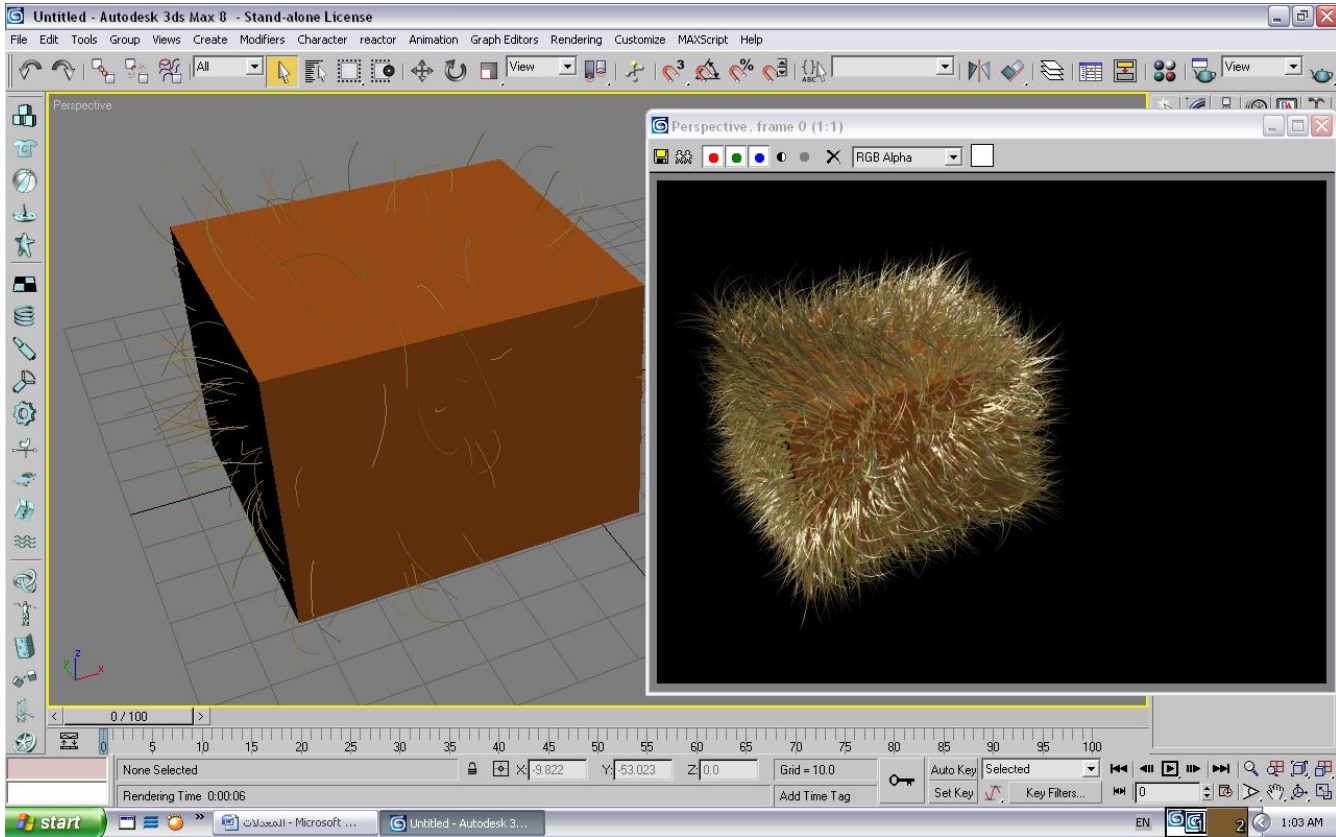 Untitled - Autodesk 3ds Max 8 - Stand-alone License
File Edit Tools Group Views Create Modifiers Character reactor Animation Graph Editors Rendering Customize MAXScript Help
All View 3 % ABC View
Perspective
Perspective, frame 0 (1:1)
RGB Alpha
z
y x
0 / 100
0 5 10 15 20 25 30 35 40 45 50 55 60 65 70 75 80 85 90 95 100
None Selected X: -9.822 Y: -53.023 Z: 0.0 Grid = 10.0 Auto Key Selected
Rendering Time 0:00:06 Add Time Tag Set Key Key Filters... 0
start » المعدلات - Microsoft ... Untitled - Autodesk 3... EN 2 1:03 AM